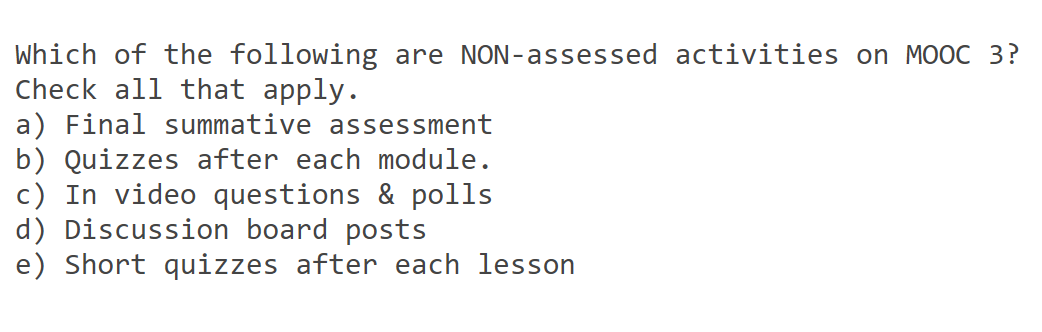 Which of the following are NON-assessed activities on MOOC 3?
Check all that apply.
a) Final summative assessment
b) Quizzes after each module.
c) In video questions & polls
d) Discussion board posts
e) Short quizzes after each lesson